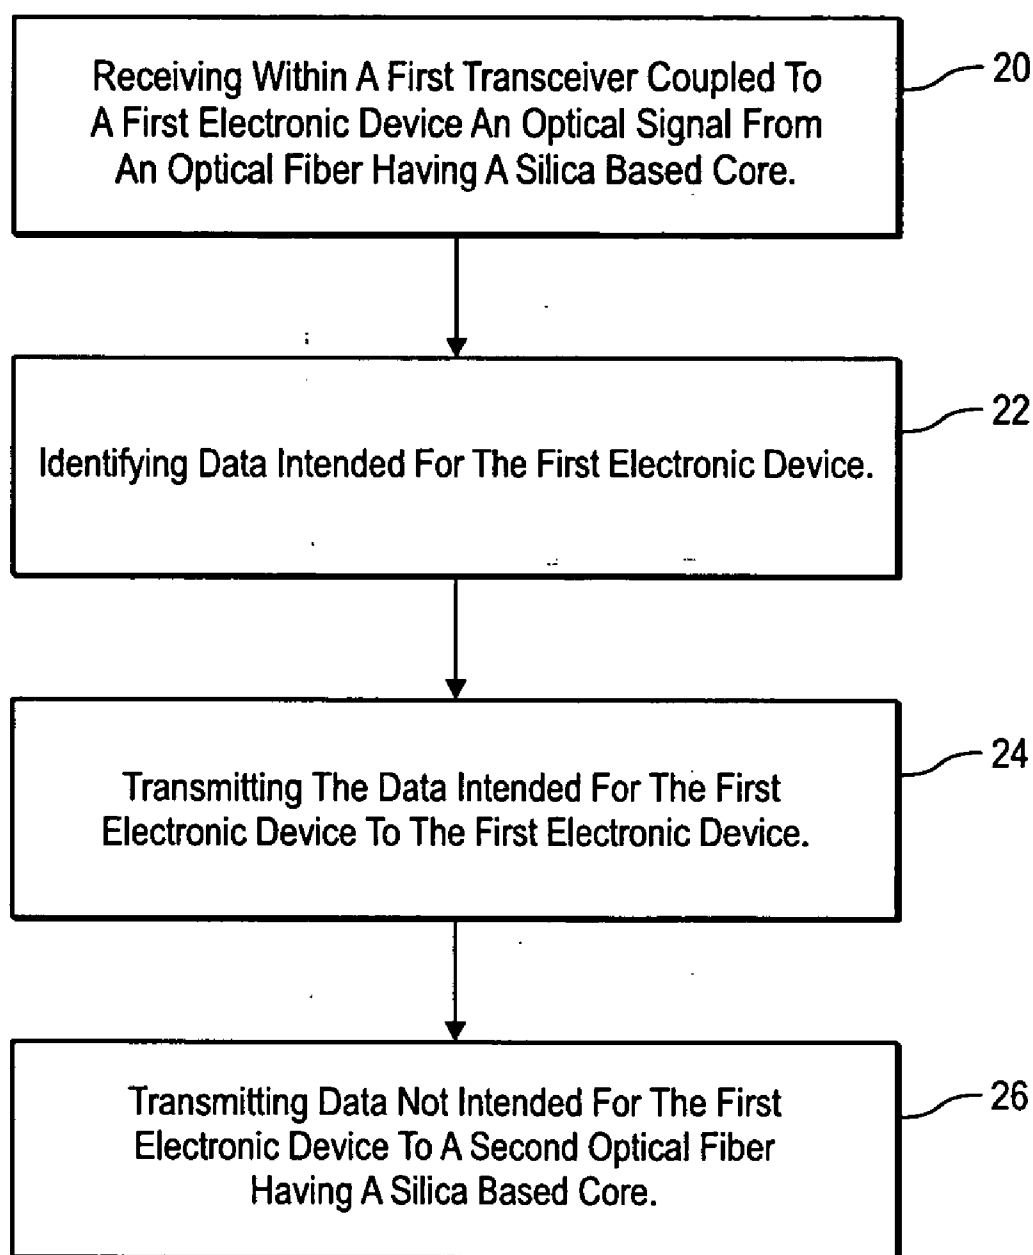 Receiving Within A First Transceiver Coupled To
A First Electronic Device An Optical Signal From
An Optical Fiber Having A Silica Based Core.
20
Identifying Data Intended For The First Electronic Device.
22
Transmitting The Data Intended For The First
Electronic Device To The First Electronic Device.
24
Transmitting Data Not Intended For The First
Electronic Device To A Second Optical Fiber
Having A Silica Based Core.
26